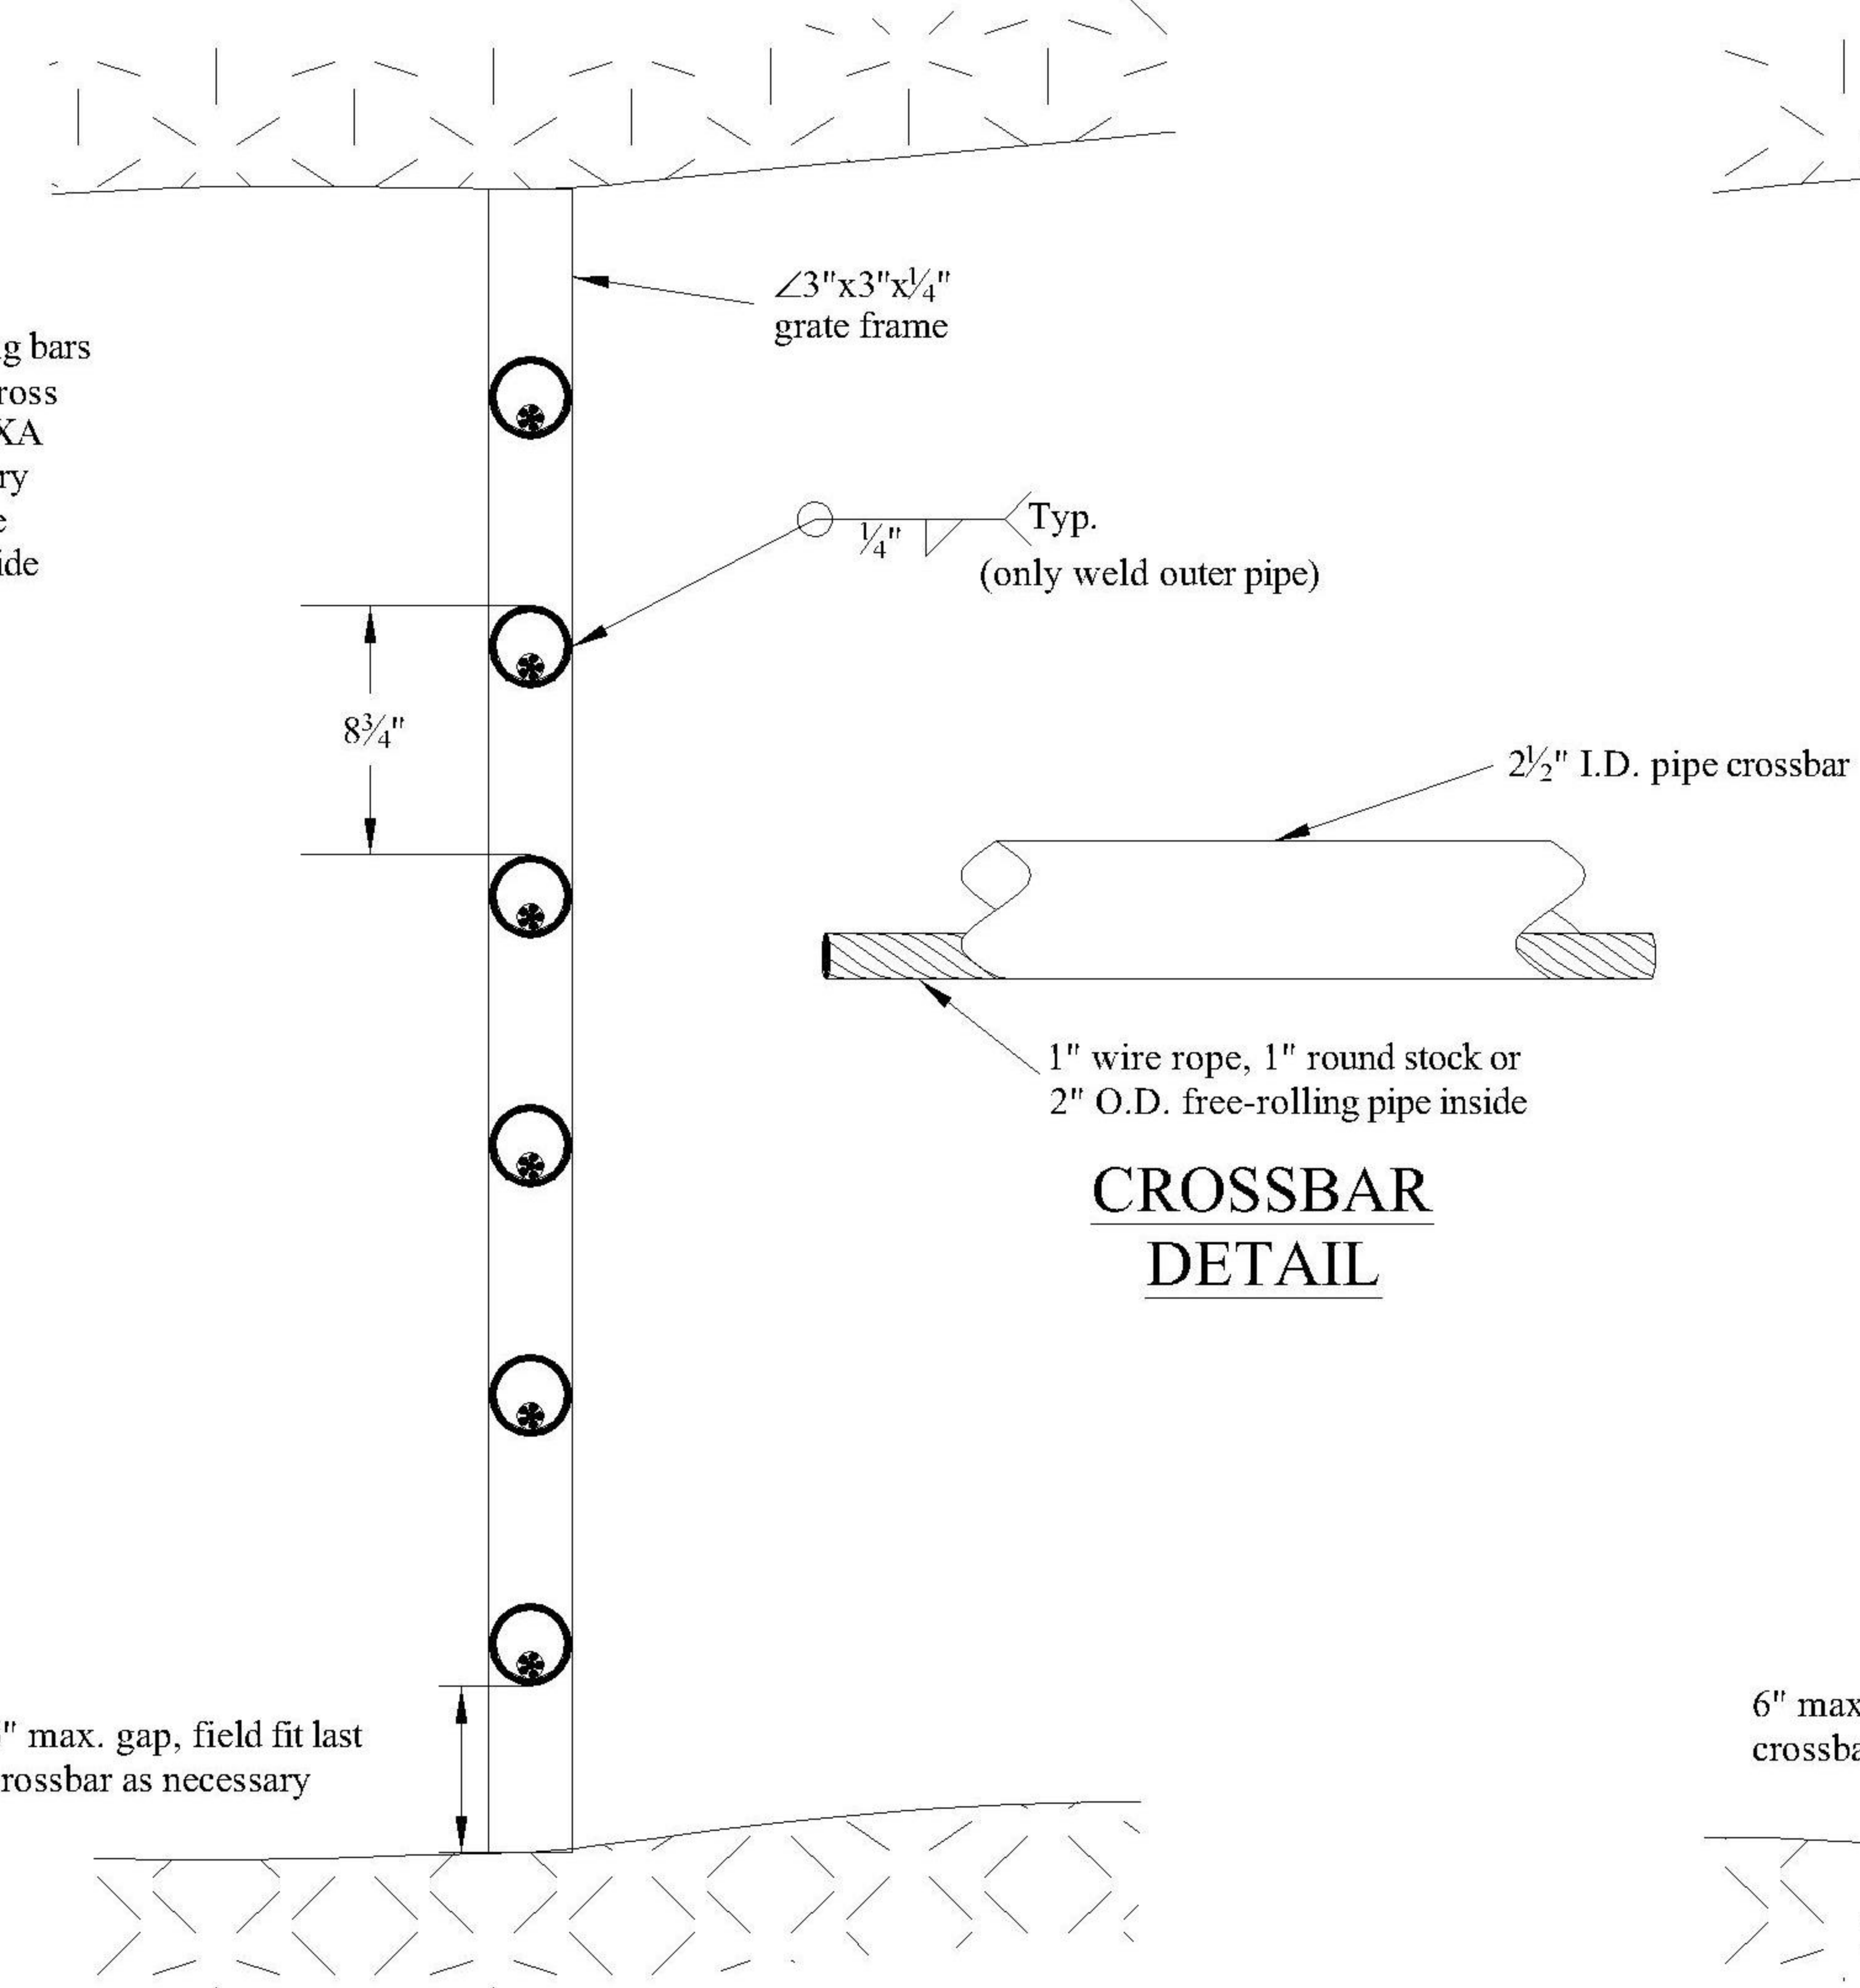 ∠3"x3"x¼"
grate frame
g bars
ross
XA
ry
e
ide
¼"
Typ.
(only weld outer pipe)
8¾"
2½" I.D. pipe crossbar
1" wire rope, 1" round stock or
2" O.D. free-rolling pipe inside
CROSSBAR
DETAIL
" max. gap, field fit last
rossbar as necessary
6" max
crossba